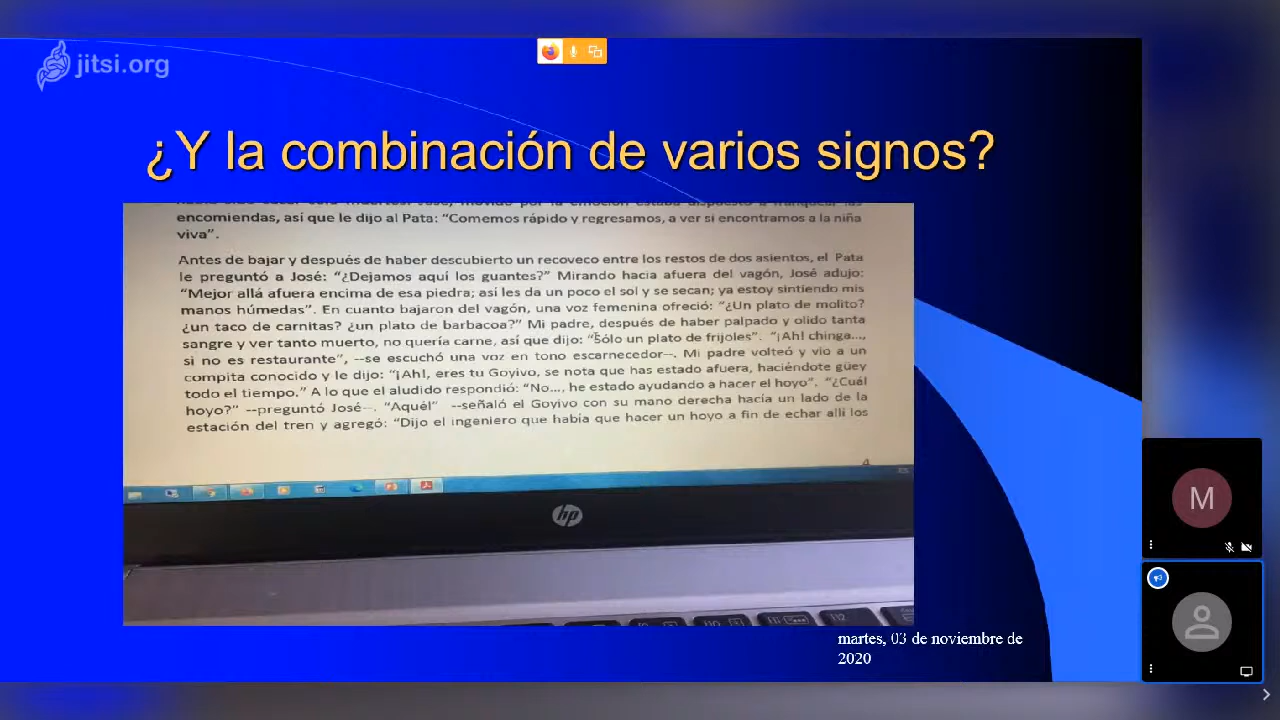 jitsi.org
¿Y la combinación de varios signos?
encomiendas, así que le dijo al Pata: “Comemos rápido y regresamos, a ver si encontramos a la niña
viva”.
Antes de bajar y después de haber descubierto un recoveco entre los restos de dos asientos, el Pata
le preguntó a José: “¿Dejamos aquí los guantes?” Mirando hacia afuera del vagón, José adujo:
“Mejor allá afuera encima de esa piedra; así les da un poco el sol y se secan; ya estoy sintiendo mis
manos húmedas”. En cuanto bajaron del vagón, una voz femenina ofreció: “¿Un plato de molito?
¿un taco de carnitas? ¿un plato de barbacoa?” Mi padre, después de haber palpado y olido tanta
sangre y ver tanto muerto, no quería carne, así que dijo: “Sólo un plato de frijoles”. “¡Ah! chinga...,
si no es restaurante”, --se escuchó una voz en tono escarnecedor--. Mi padre volteó y vio a un
compita conocido y le dijo: “¡Ah!, eres tu Goyivo, se nota que has estado afuera, haciéndote güey
todo el tiempo.” A lo que el aludido respondió: “No..., he estado ayudando a hacer el hoyo”. “¿Cuál
hoyo?” --preguntó José--. “Aquél” --señaló el Goyivo con su mano derecha hacia un lado de la
estación del tren y agregó: “Dijo el ingeniero que había que hacer un hoyo a fin de echar allí los
4
hp
martes, 03 de noviembre de
2020
M